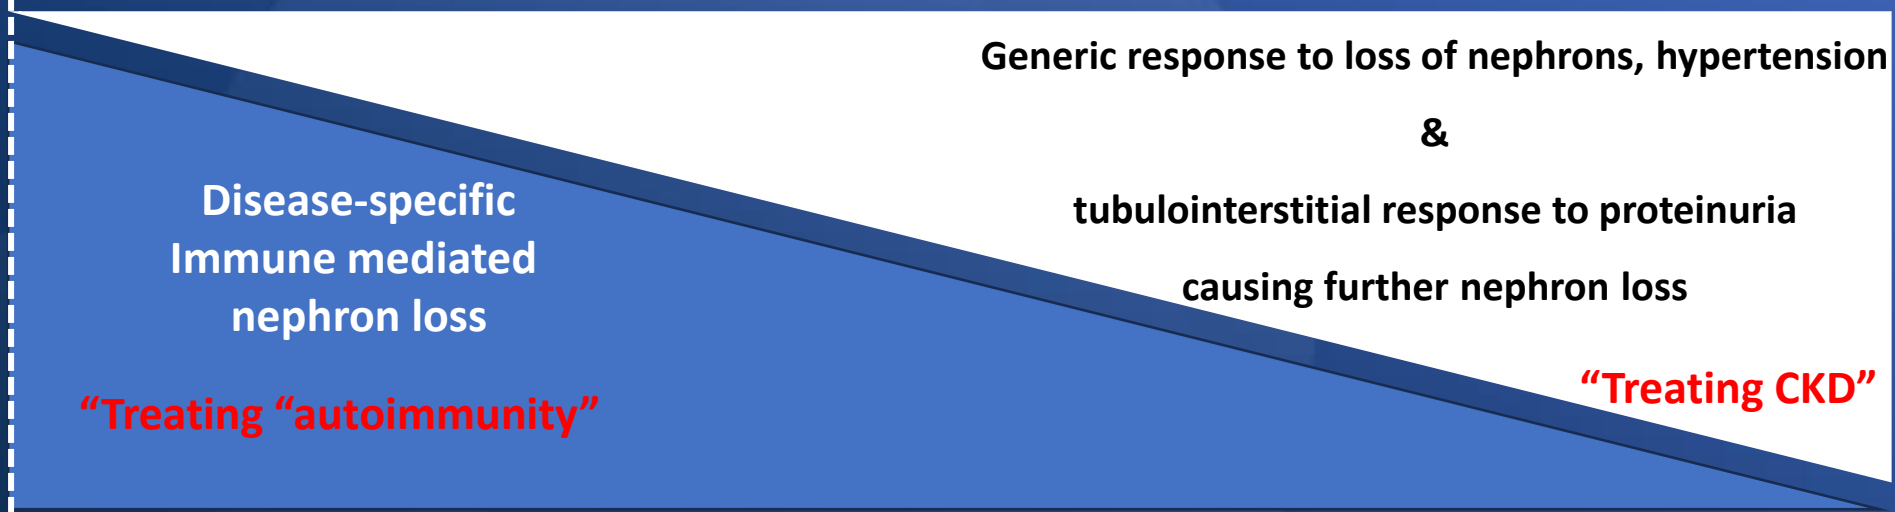 Generic response to loss of nephrons, hypertension
&
tubulointerstitial response to proteinuria
causing further nephron loss
“Treating CKD”
Disease-specific
Immune mediated
nephron loss
“Treating “autoimmunity”